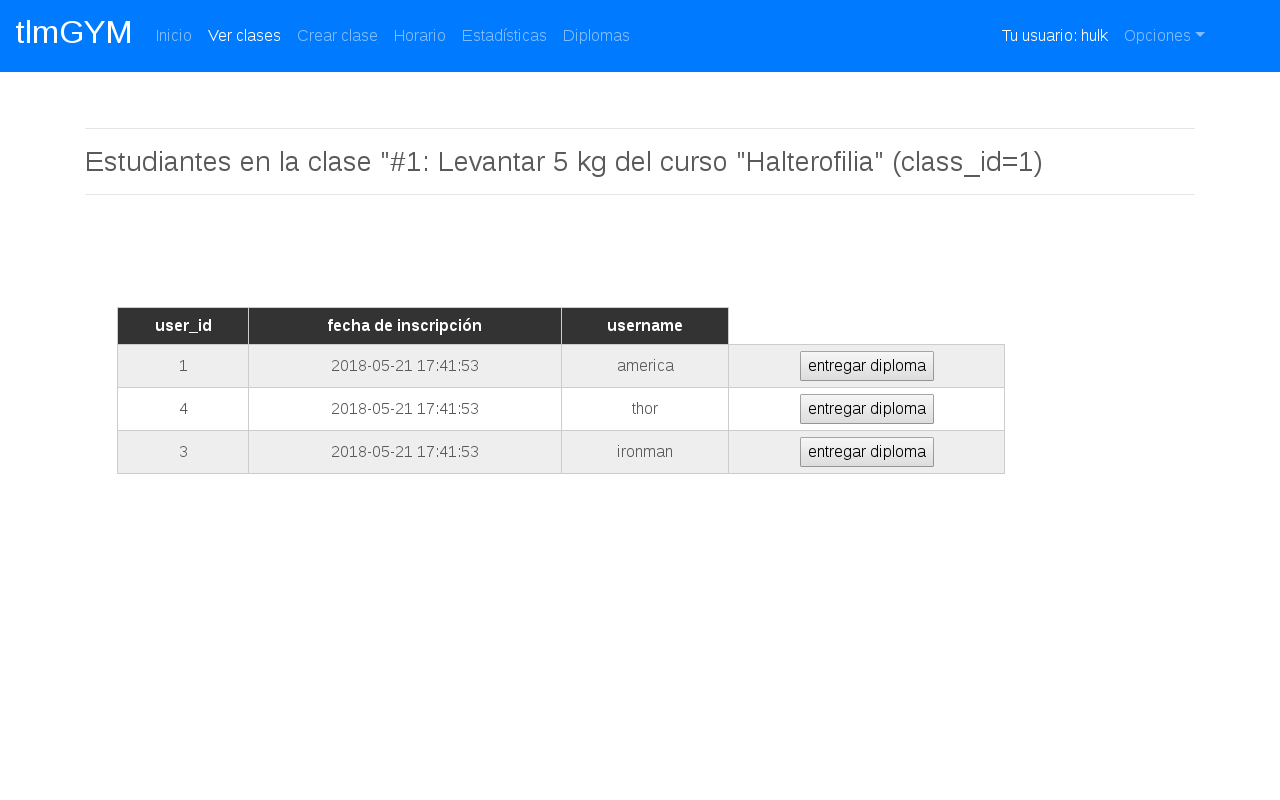 tlmGYM Inicio Ver clases Crear clase Horario Estadísticas Diplomas Tu usuario: hulk Opciones
Estudiantes en la clase "#1: Levantar 5 kg del curso "Halterofilia" (class_id=1)
user_id fecha de inscripción username
1 2018-05-21 17:41:53 america entregar diploma
4 2018-05-21 17:41:53 thor entregar diploma
3 2018-05-21 17:41:53 ironman entregar diploma